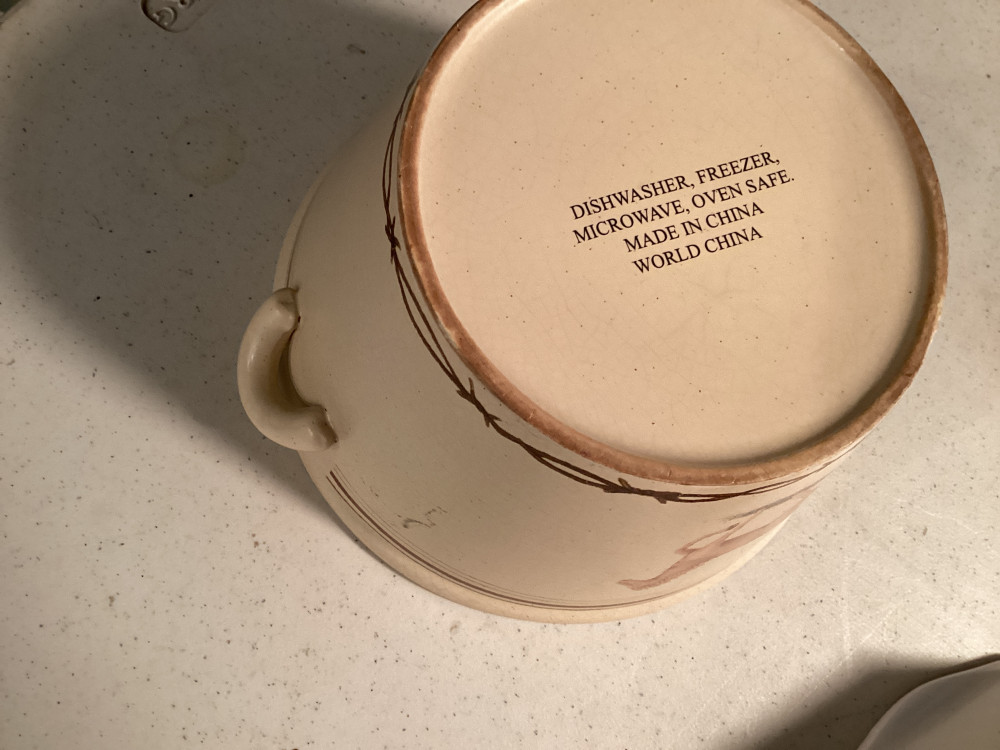 DISHWASHER, FREEZER,
MICROWAVE, OVEN SAFE.
MADE IN CHINA
WORLD CHINA